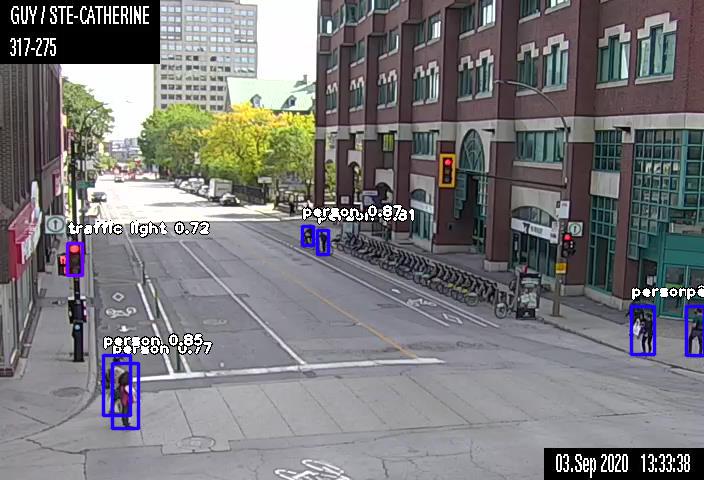 GUY / STE-CATHERINE
317-275
person 0.87
traffic light 0.72
person
person 0.85
person 0.77
03.Sep 2020 13:33:38